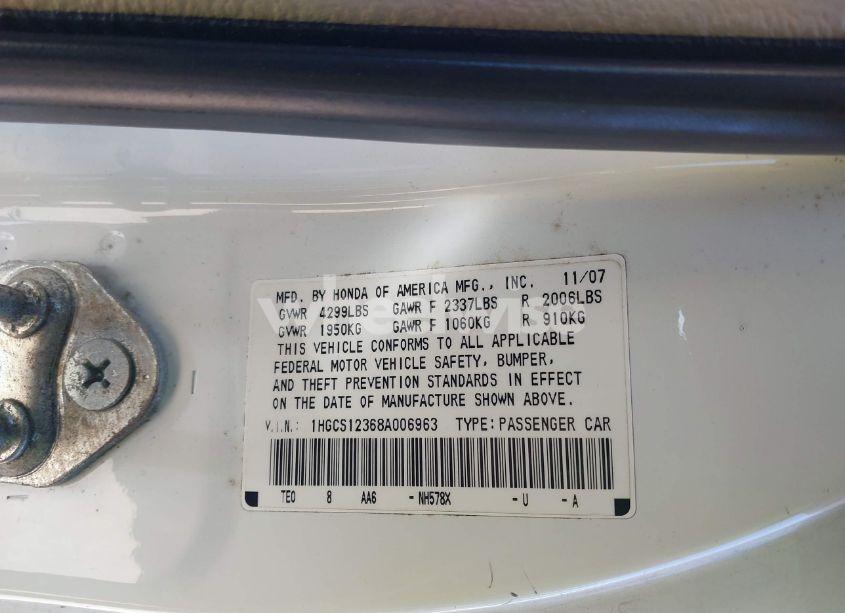 MFD. BY HONDA OF AMERICA MFG., INC. 11/07
GVWR 4299LBS GAWR F 2337LBS R 2006LBS
GVWR 1950KG GAWR F 1060KG R 910KG
THIS VEHICLE CONFORMS TO ALL APPLICABLE
FEDERAL MOTOR VEHICLE SAFETY, BUMPER,
AND THEFT PREVENTION STANDARDS IN EFFECT
ON THE DATE OF MANUFACTURE SHOWN ABOVE.
V.I.N.: 1HGCS12368A006963 TYPE: PASSENGER CAR
TE0 8 AA6 - NH578X - U - A